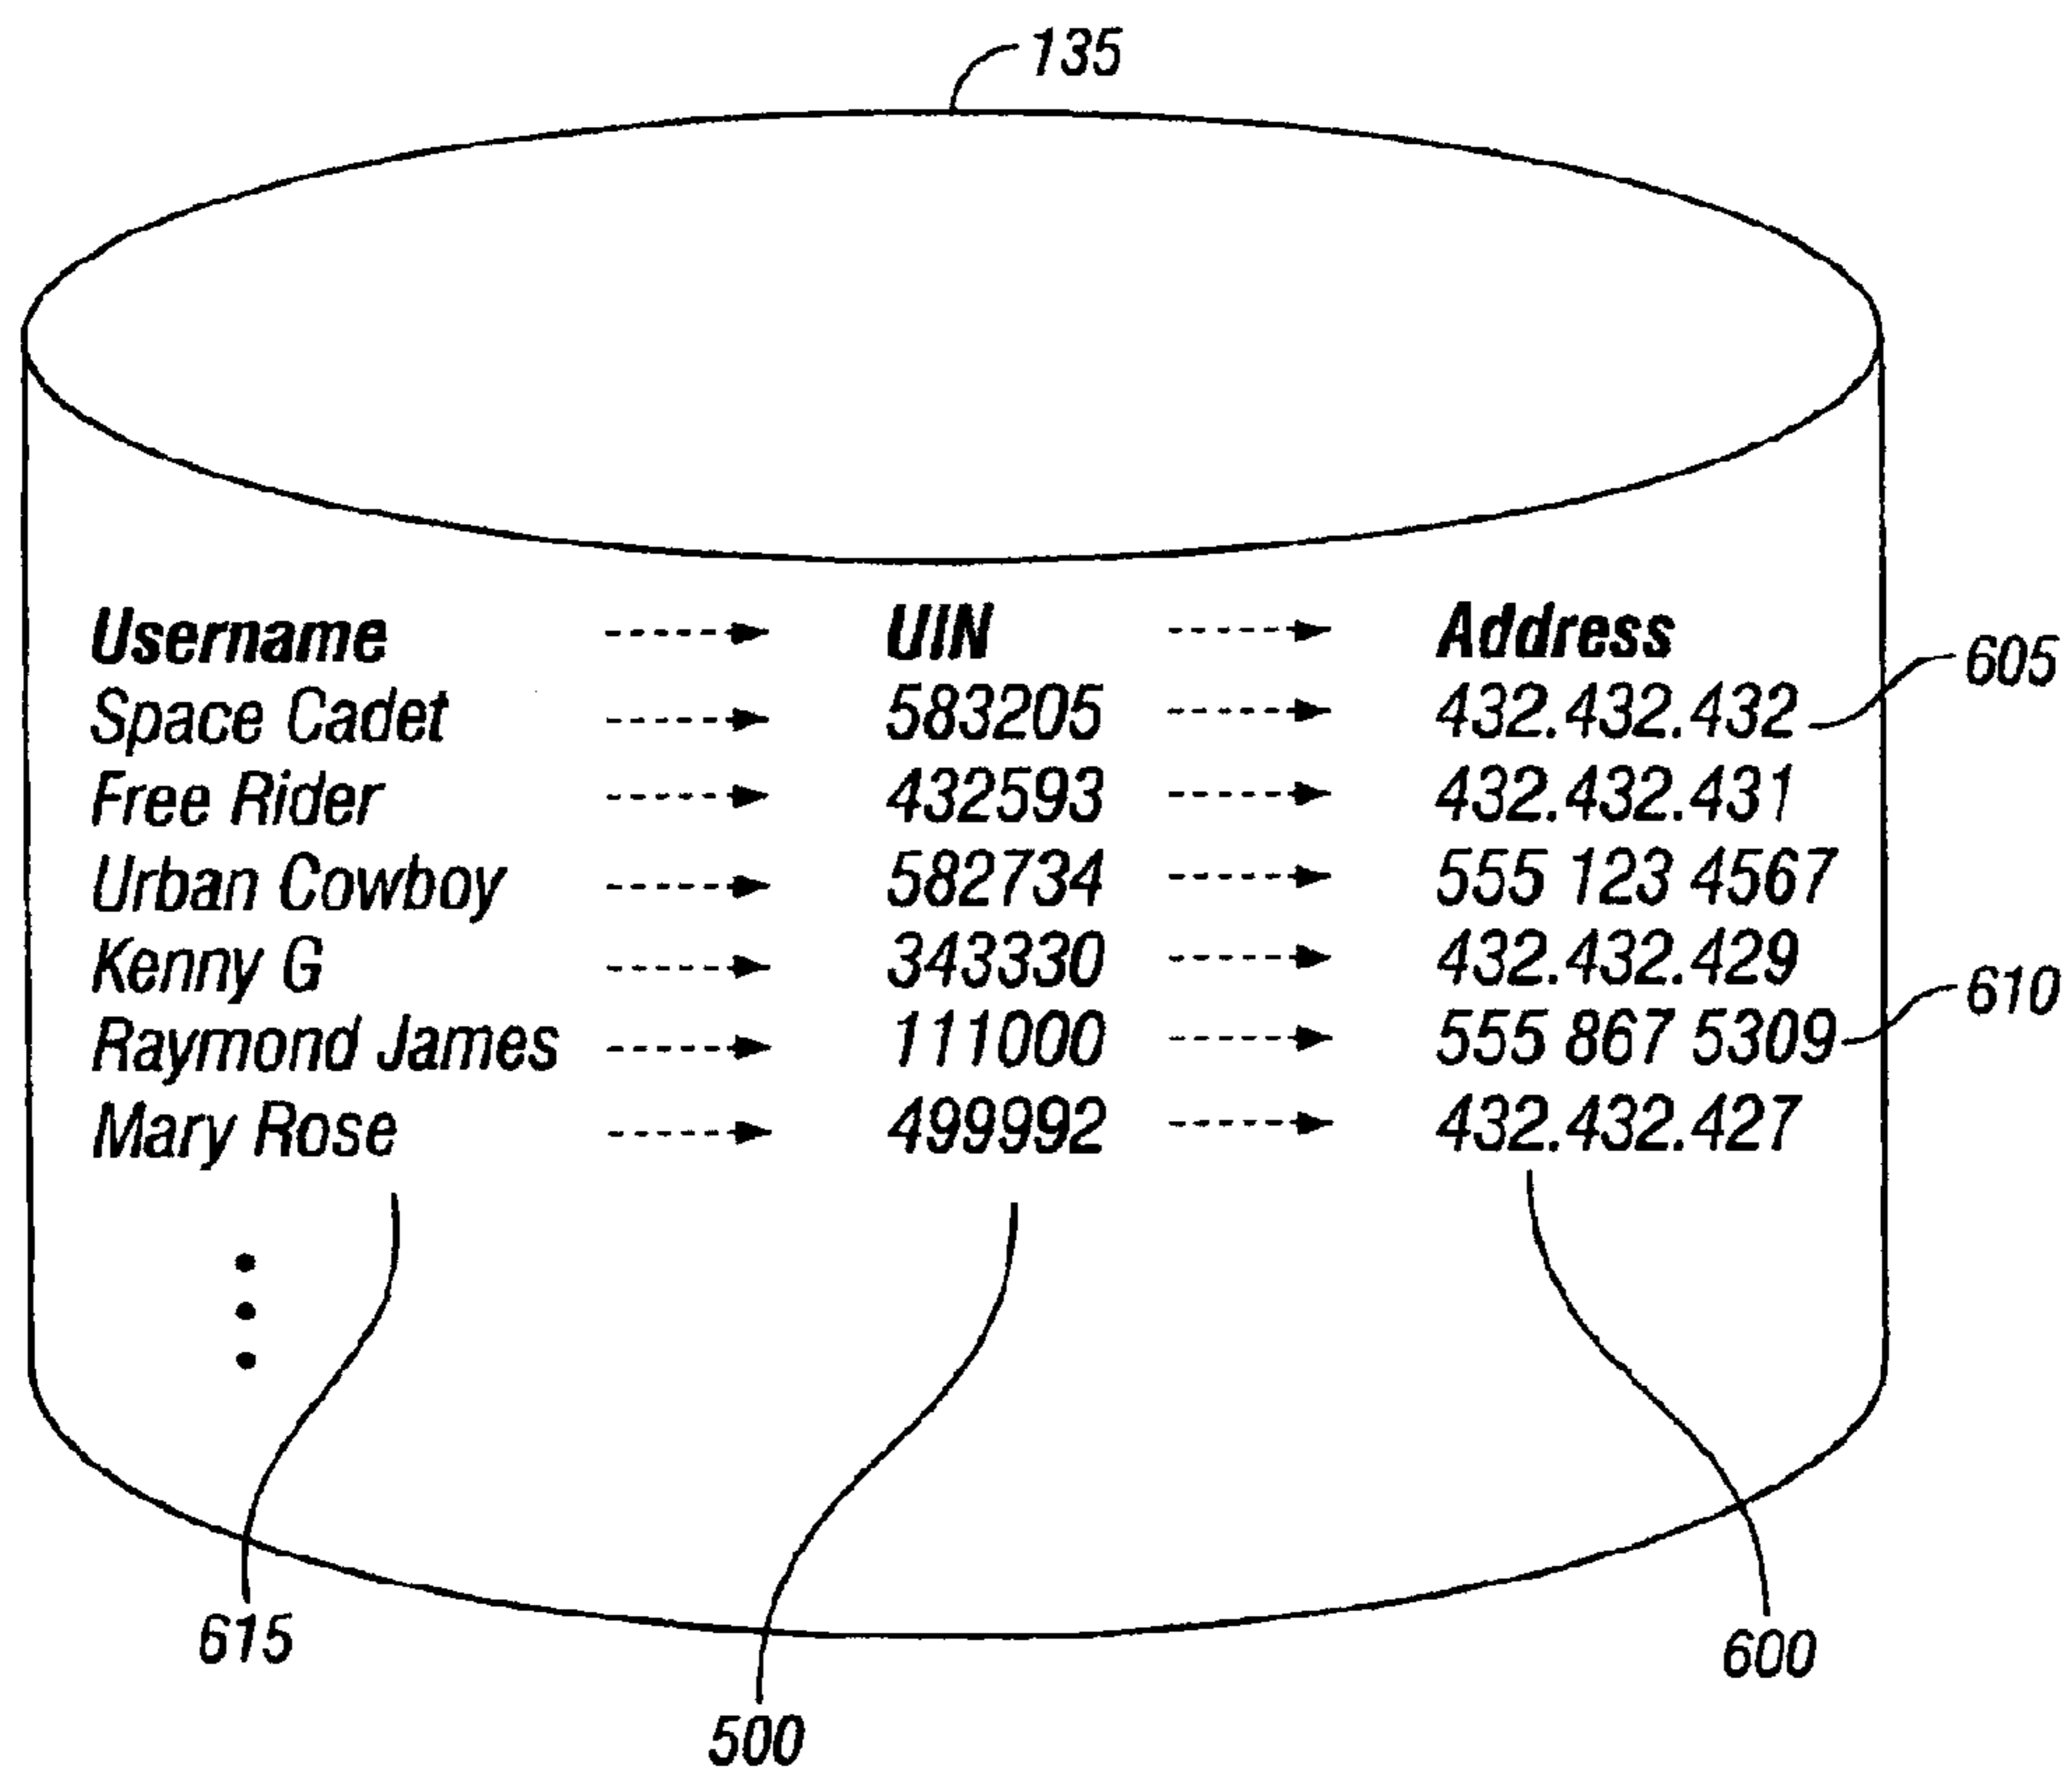 135
Username UIN Address
605
Space Cadet 583205 432.432.432
Free Rider 432593 432.432.431
Urban Cowboy 582734 555 123 4567
Kenny G 343330 432.432.429
610
Raymond James 111000 555 867 5309
Mary Rose 499992 432.432.427
615
600
500